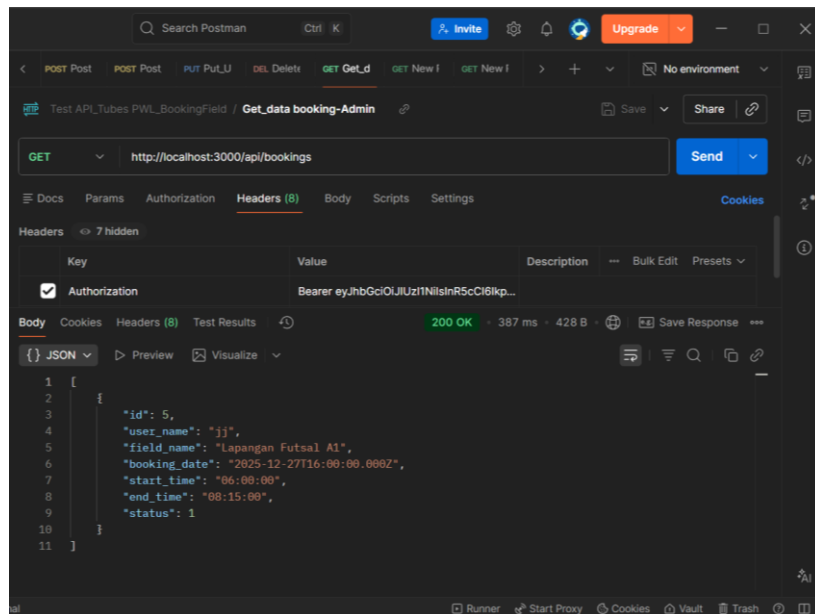 Search Postman Ctrl K Invite Upgrade
POST Post POST Post PUT Put_U DEL Delete GET Get_d GET New F GET New F No environment
HTTP Test API_Tubes PWL_BookingField / Get_data booking-Admin Save Share
GET http://localhost:3000/api/bookings Send
Docs Params Authorization Headers (8) Body Scripts Settings Cookies
Headers 7 hidden
Key Value Description Bulk Edit Presets
Authorization Bearer eyJhbGciOiJIUzI1NiIsInR5cCI6Ikp...
Body Cookies Headers (8) Test Results 200 OK 387 ms 428 B Save Response
{ } JSON Preview Visualize
1 [
2 {
3 "id": 5,
4 "user_name": "jj",
5 "field_name": "Lapangan Futsal A1",
6 "booking_date": "2025-12-27T16:00:00.000Z",
7 "start_time": "06:00:00",
8 "end_time": "08:15:00",
9 "status": 1
10 }
11 ]
AI
Runner Start Proxy Cookies Vault Trash